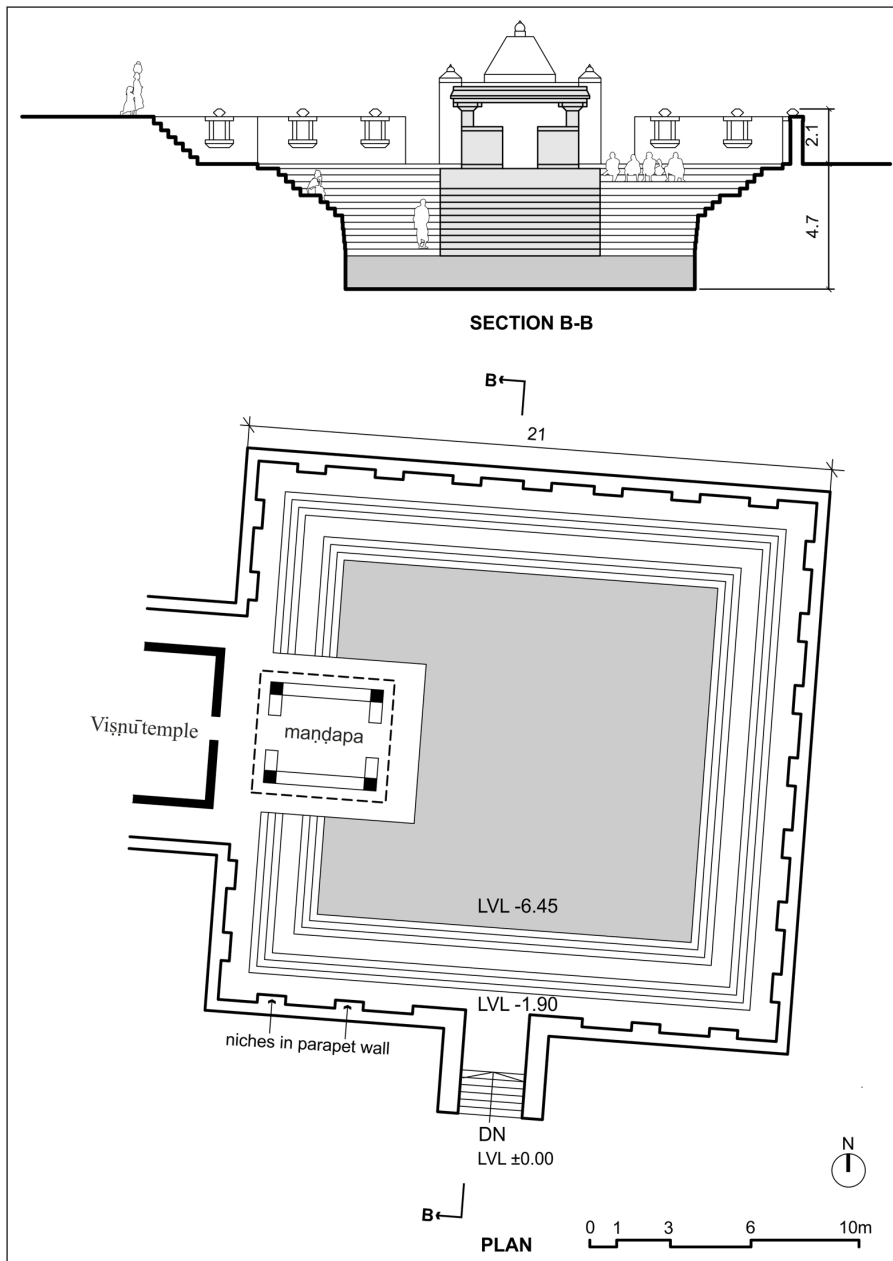 2.1
4.7
SECTION B-B
B
21
Viṣṇū temple
maṇḍapa
LVL -6.45
LVL -1.90
niches in parapet wall
DN
LVL ±0.00
N
B
PLAN
0 1 3 6 10m